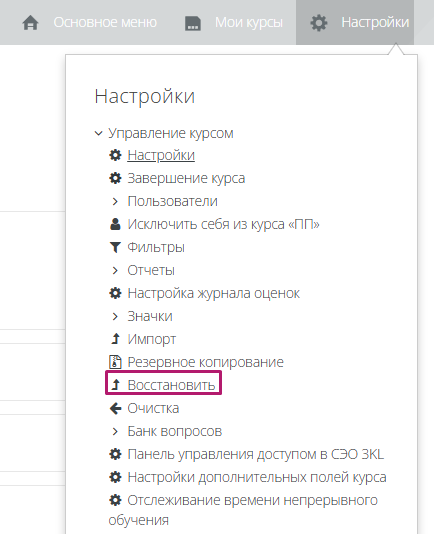 Основное меню Мои курсы Настройки
Настройки
Управление курсом
Настройки
Завершение курса
Пользователи
Исключить себя из курса «ПП»
Фильтры
Отчеты
Настройка журнала оценок
Значки
Импорт
Резервное копирование
Восстановить
Очистка
Банк вопросов
Панель управления доступом в СЭО 3KL
Настройки дополнительных полей курса
Отслеживание времени непрерывного
обучения